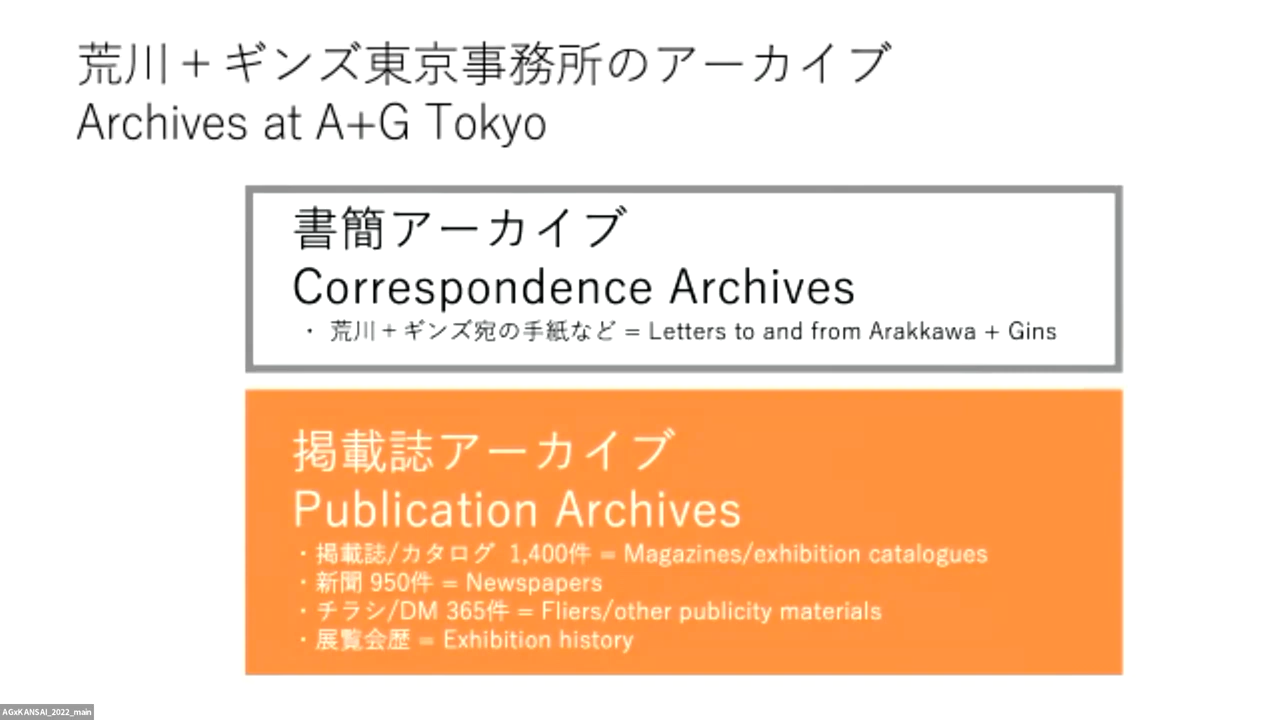 荒川＋ギンズ東京事務所のアーカイブ
Archives at A+G Tokyo
書簡アーカイブ
Correspondence Archives
・ 荒川＋ギンズ宛の手紙など = Letters to and from Arakkawa + Gins
掲載誌アーカイブ
Publication Archives
・掲載誌/カタログ 1,400件 = Magazines/exhibition catalogues
・新聞 950件 = Newspapers
・チラシ/DM 365件 = Fliers/other publicity materials
・展覧会歴 = Exhibition history
AGxKANSAI_2022_main